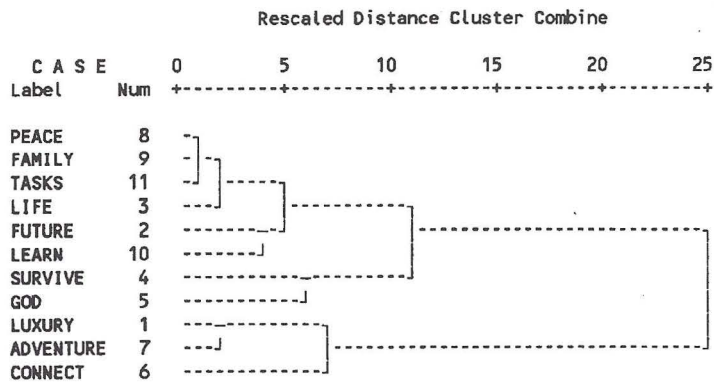 Rescaled Distance Cluster Combine
C A S E 0 5 10 15 20 25
Label Num
PEACE 8
FAMILY 9
TASKS 11
LIFE 3
FUTURE 2
LEARN 10
SURVIVE 4
GOD 5
LUXURY 1
ADVENTURE 7
CONNECT 6